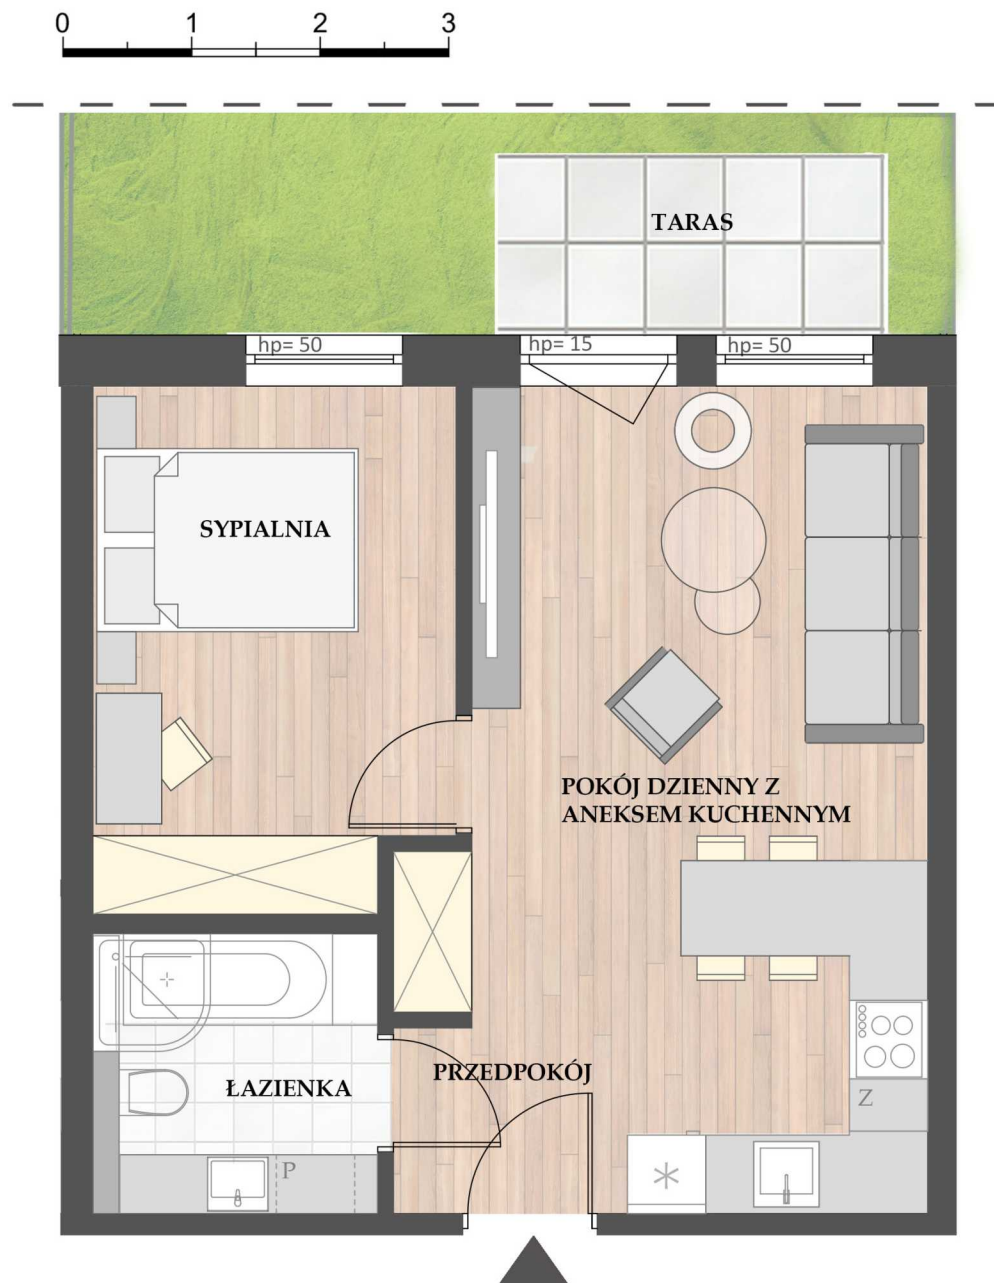 0 1 2 3
TARAS
hp= 50
hp= 15
hp= 50
SYPIALNIA
POKÓJ DZIENNY Z
ANEKSEM KUCHENNYM
PRZEDPOKÓJ
ŁAZIENKA
Z
P